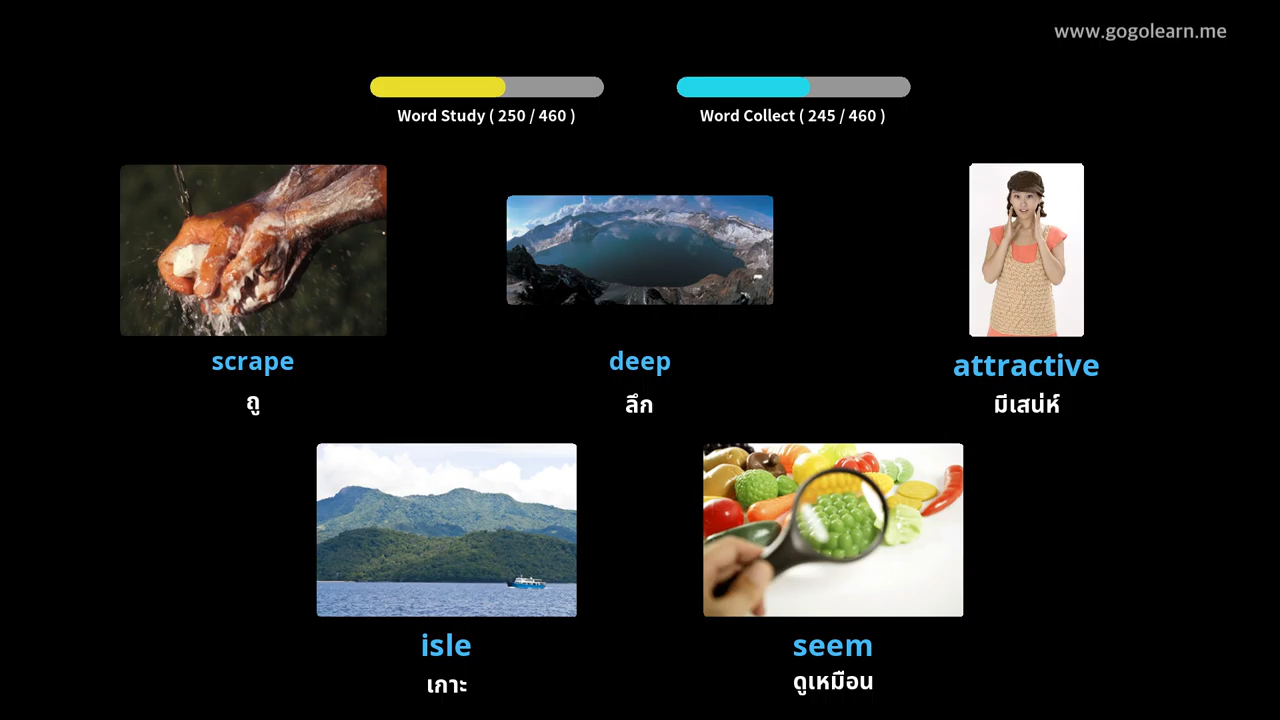 www.gogolearn.me
Word Study ( 250 / 460 )
Word Collect ( 245 / 460 )
scrape
ถู
deep
ลึก
attractive
มีเสน่ห์
isle
เกาะ
seem
ดูเหมือน